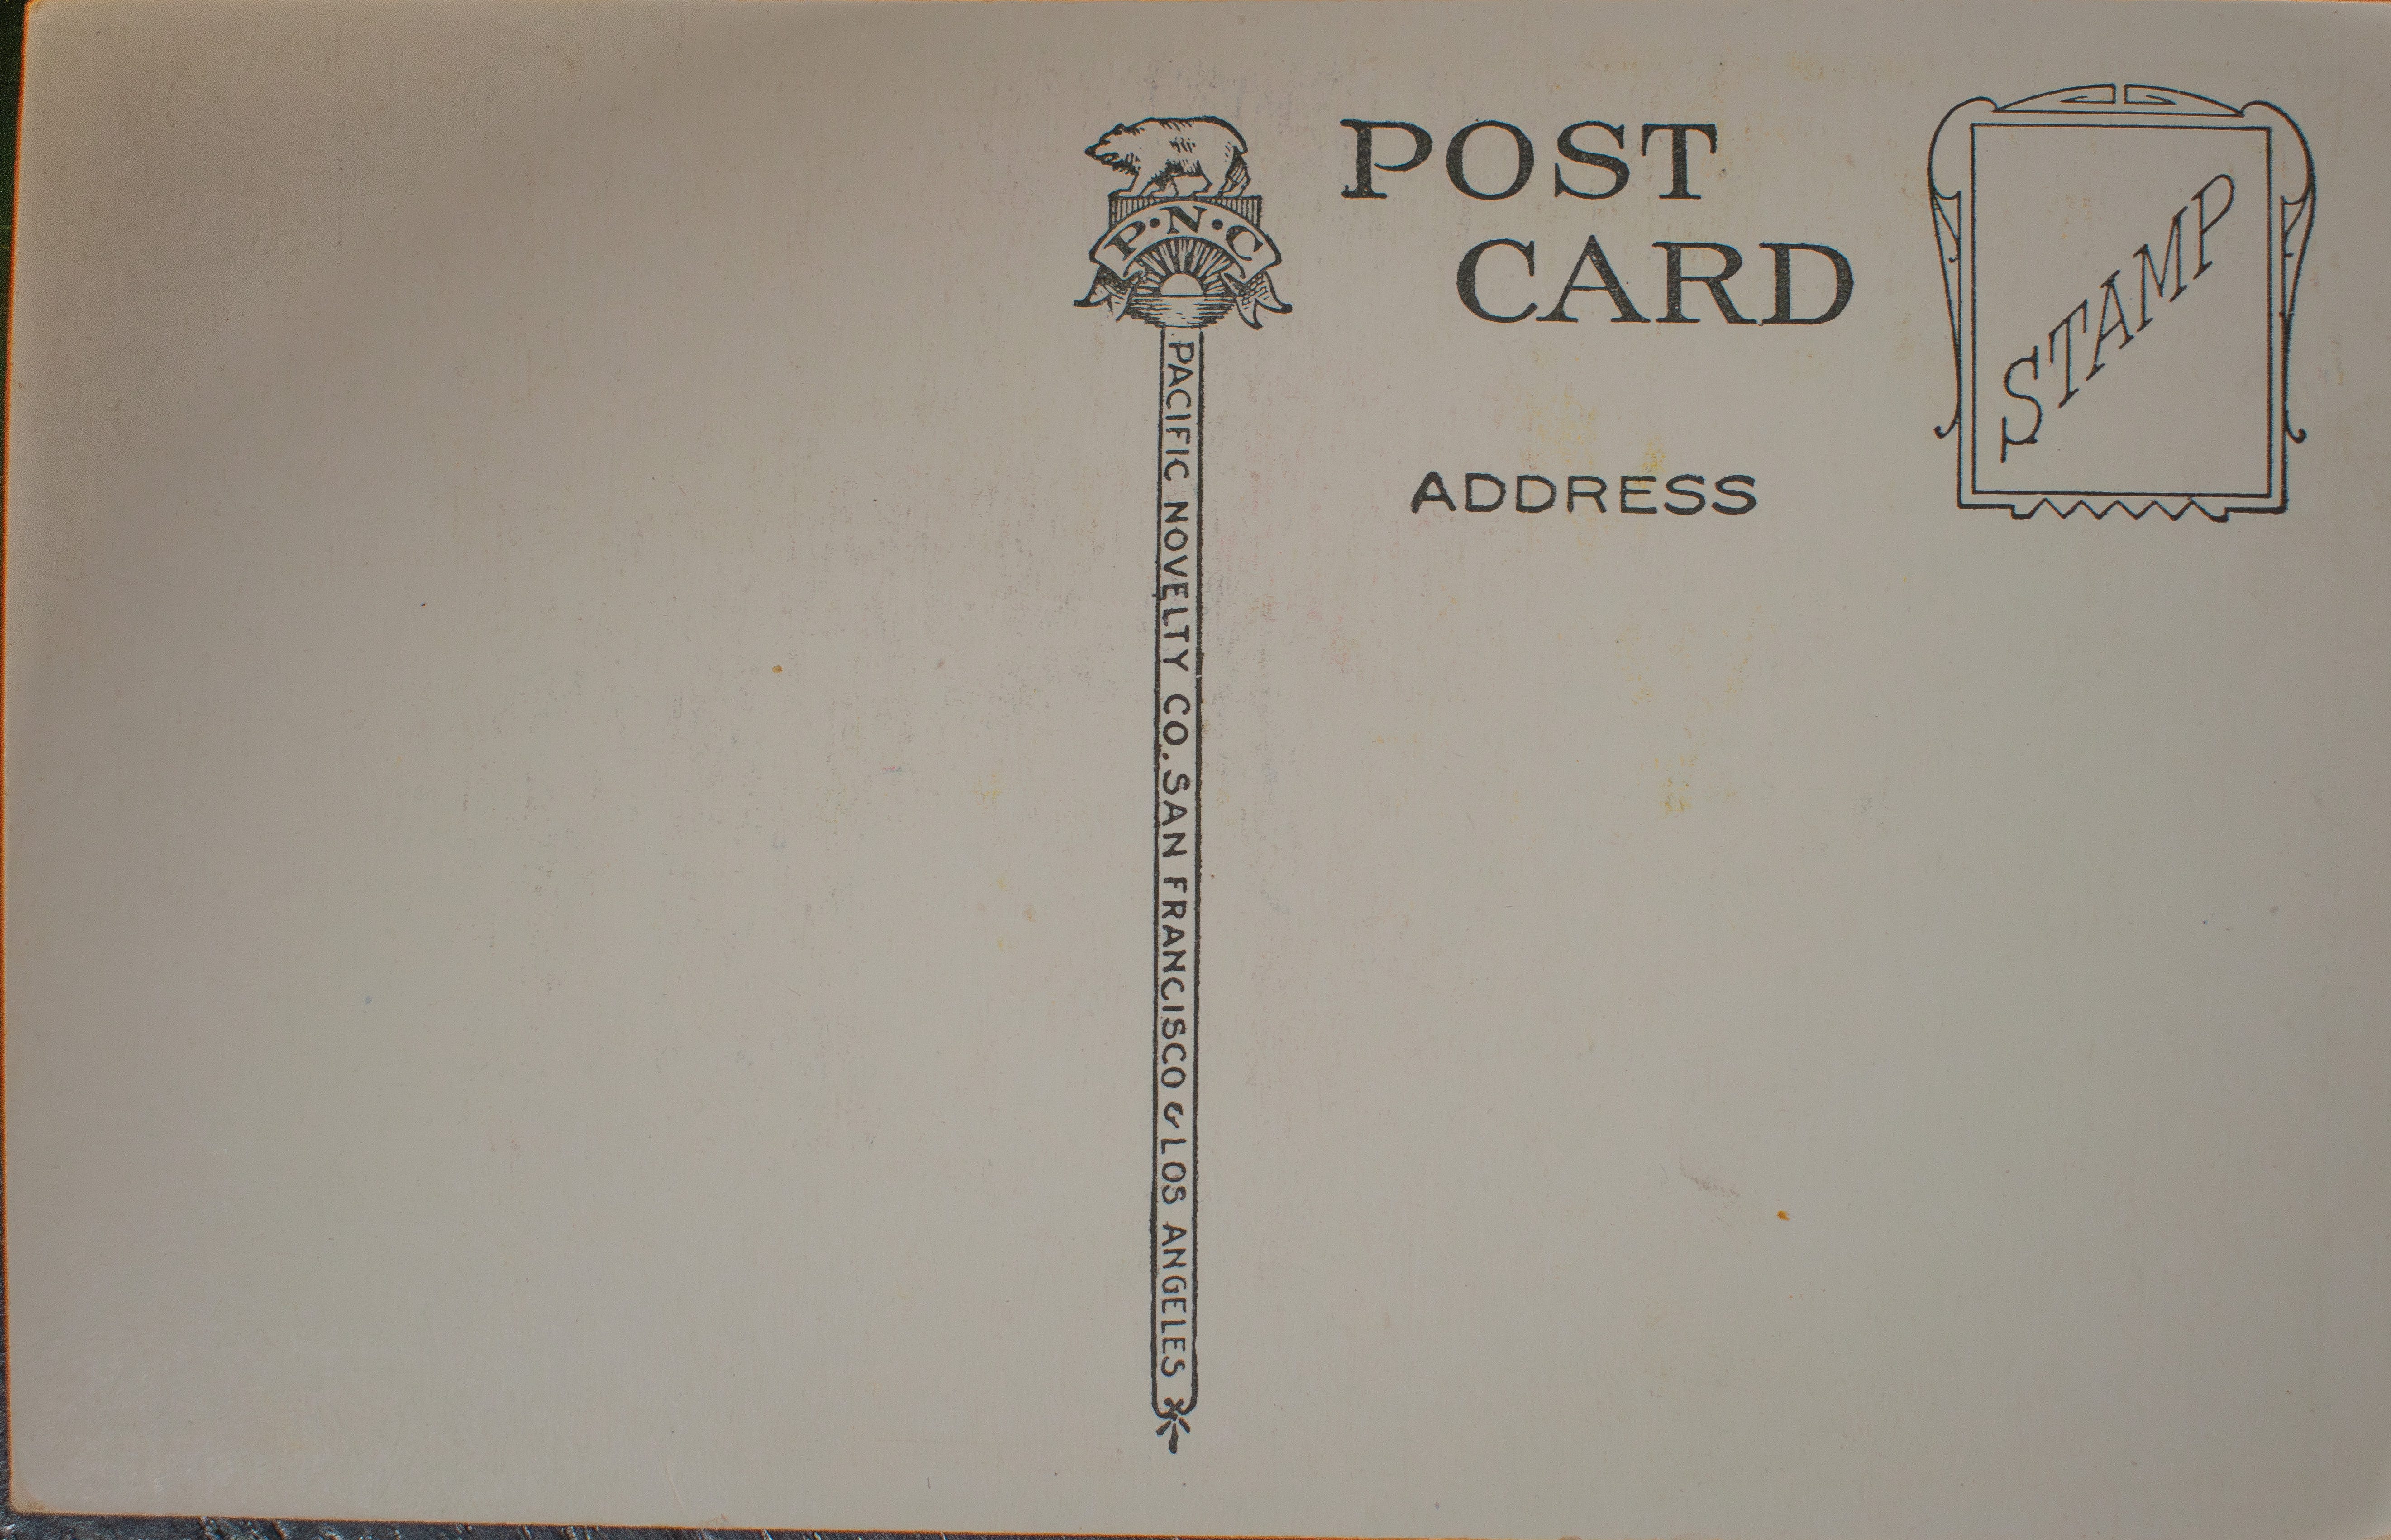 P·N·C
POST
CARD
STAMP
ADDRESS
PACIFIC NOVELTY CO. SAN FRANCISCO & LOS ANGELES